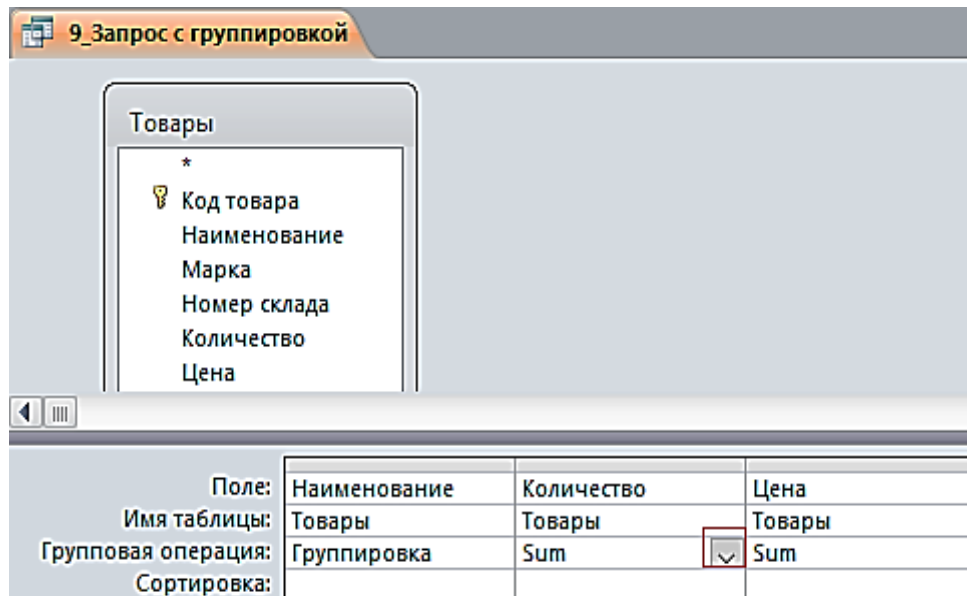 9_Запрос с группировкой
Товары
*
Код товара
Наименование
Марка
Номер склада
Количество
Цена
Поле: Наименование Количество Цена
Имя таблицы: Товары Товары Товары
Групповая операция: Группировка Sum Sum
Сортировка: